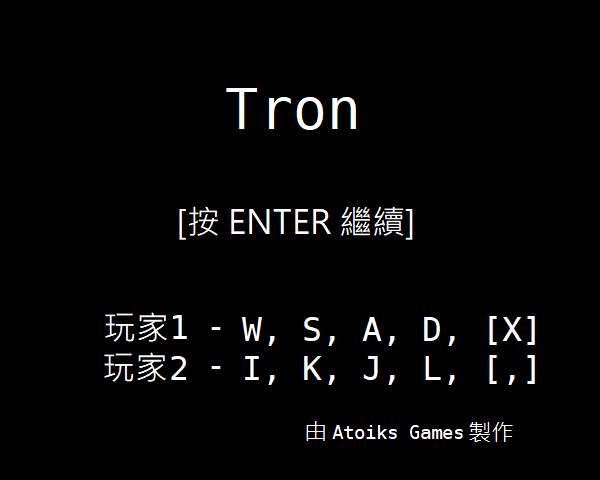 Tron
[按 ENTER 繼續]
玩家1 - W, S, A, D, [X]
玩家2 - I, K, J, L, [,]
由 Atoiks Games 製作